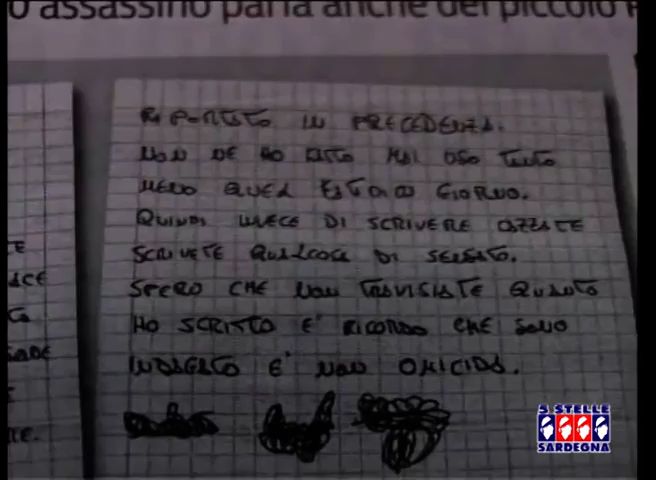 o assassino parla anche del piccolo
RIPORTATO IN PRECEDENZA.
NON NE HO FATTO MAI USO TANTO
MENO QUEL FATIDICO GIORNO.
QUINDI INVECE DI SCRIVERE CAZZATE
SCRIVETE QUALCOSA DI SENSATO.
SPERO CHE NON TRAVISIATE QUANTO
HO SCRITTO E' RICORDO CHE SONO
INDAGATO E' NON OMICIDA.
5 STELLE
SARDEGNA